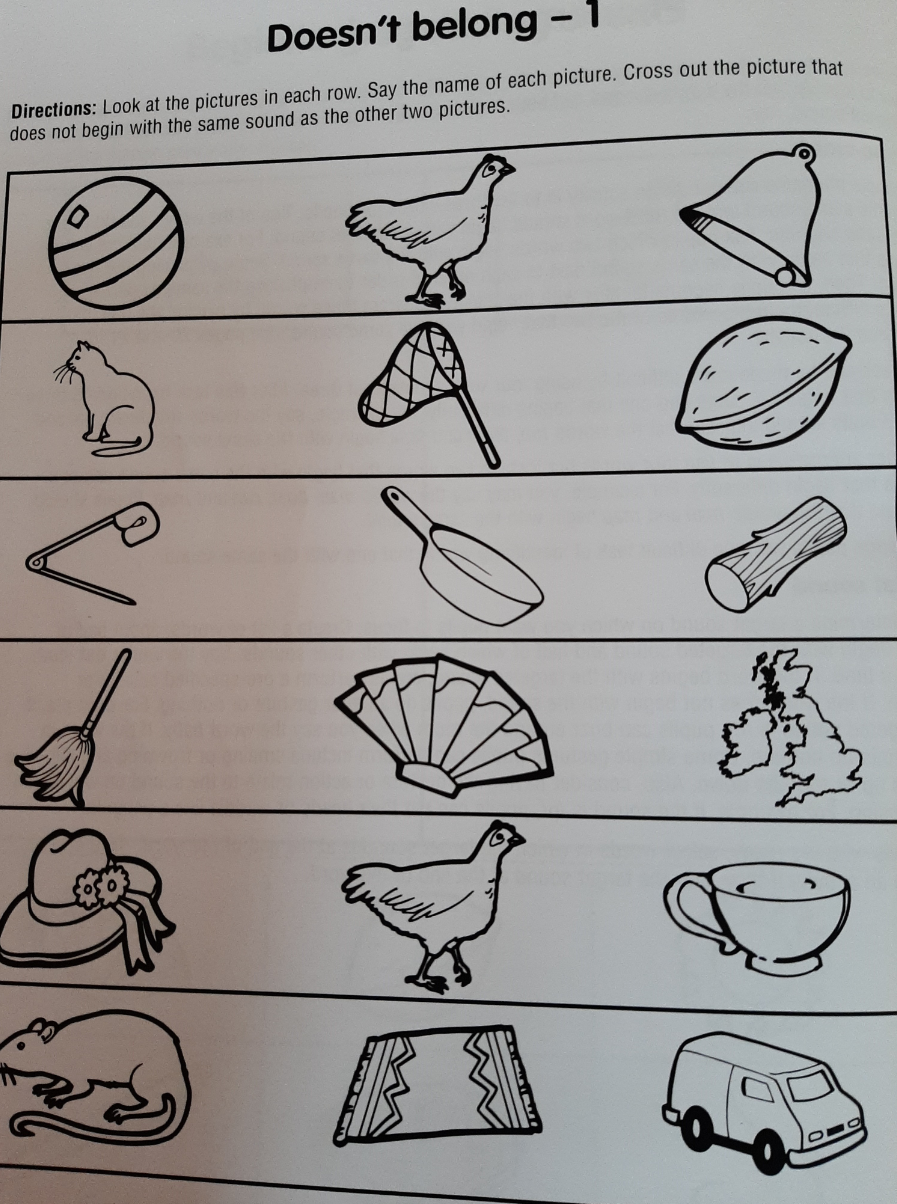 Doesn't belong – 1
Directions: Look at the pictures in each row. Say the name of each picture. Cross out the picture that
does not begin with the same sound as the other two pictures.